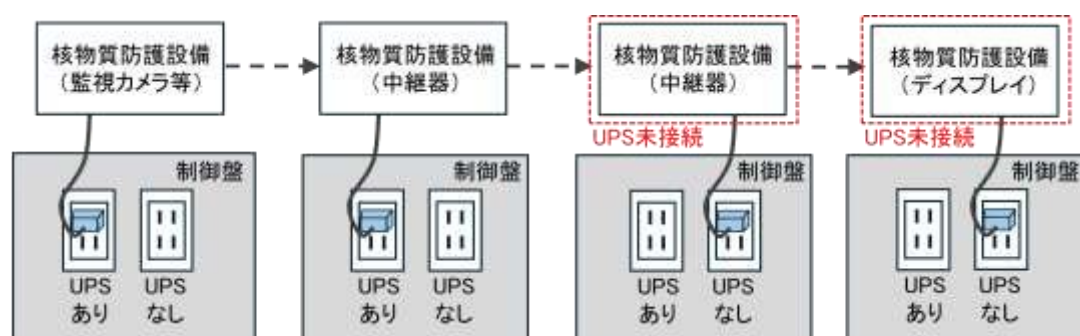 核物質防護設備
（監視カメラ等）
核物質防護設備
（中継器）
核物質防護設備
（中継器）
核物質防護設備
（ディスプレイ）
UPS未接続
UPS未接続
制御盤
制御盤
制御盤
制御盤
UPS
あり
UPS
なし
UPS
あり
UPS
なし
UPS
あり
UPS
なし
UPS
あり
UPS
なし